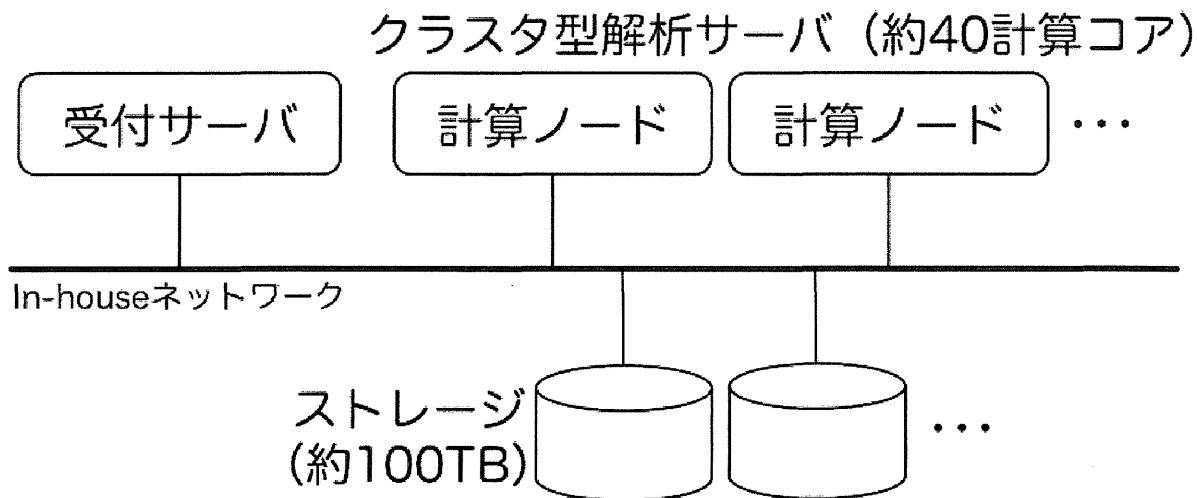 クラスタ型解析サーバ（約40計算コア）
受付サーバ
計算ノード
計算ノード
･･･
In-houseネットワーク
ストレージ
（約100TB）
･･･